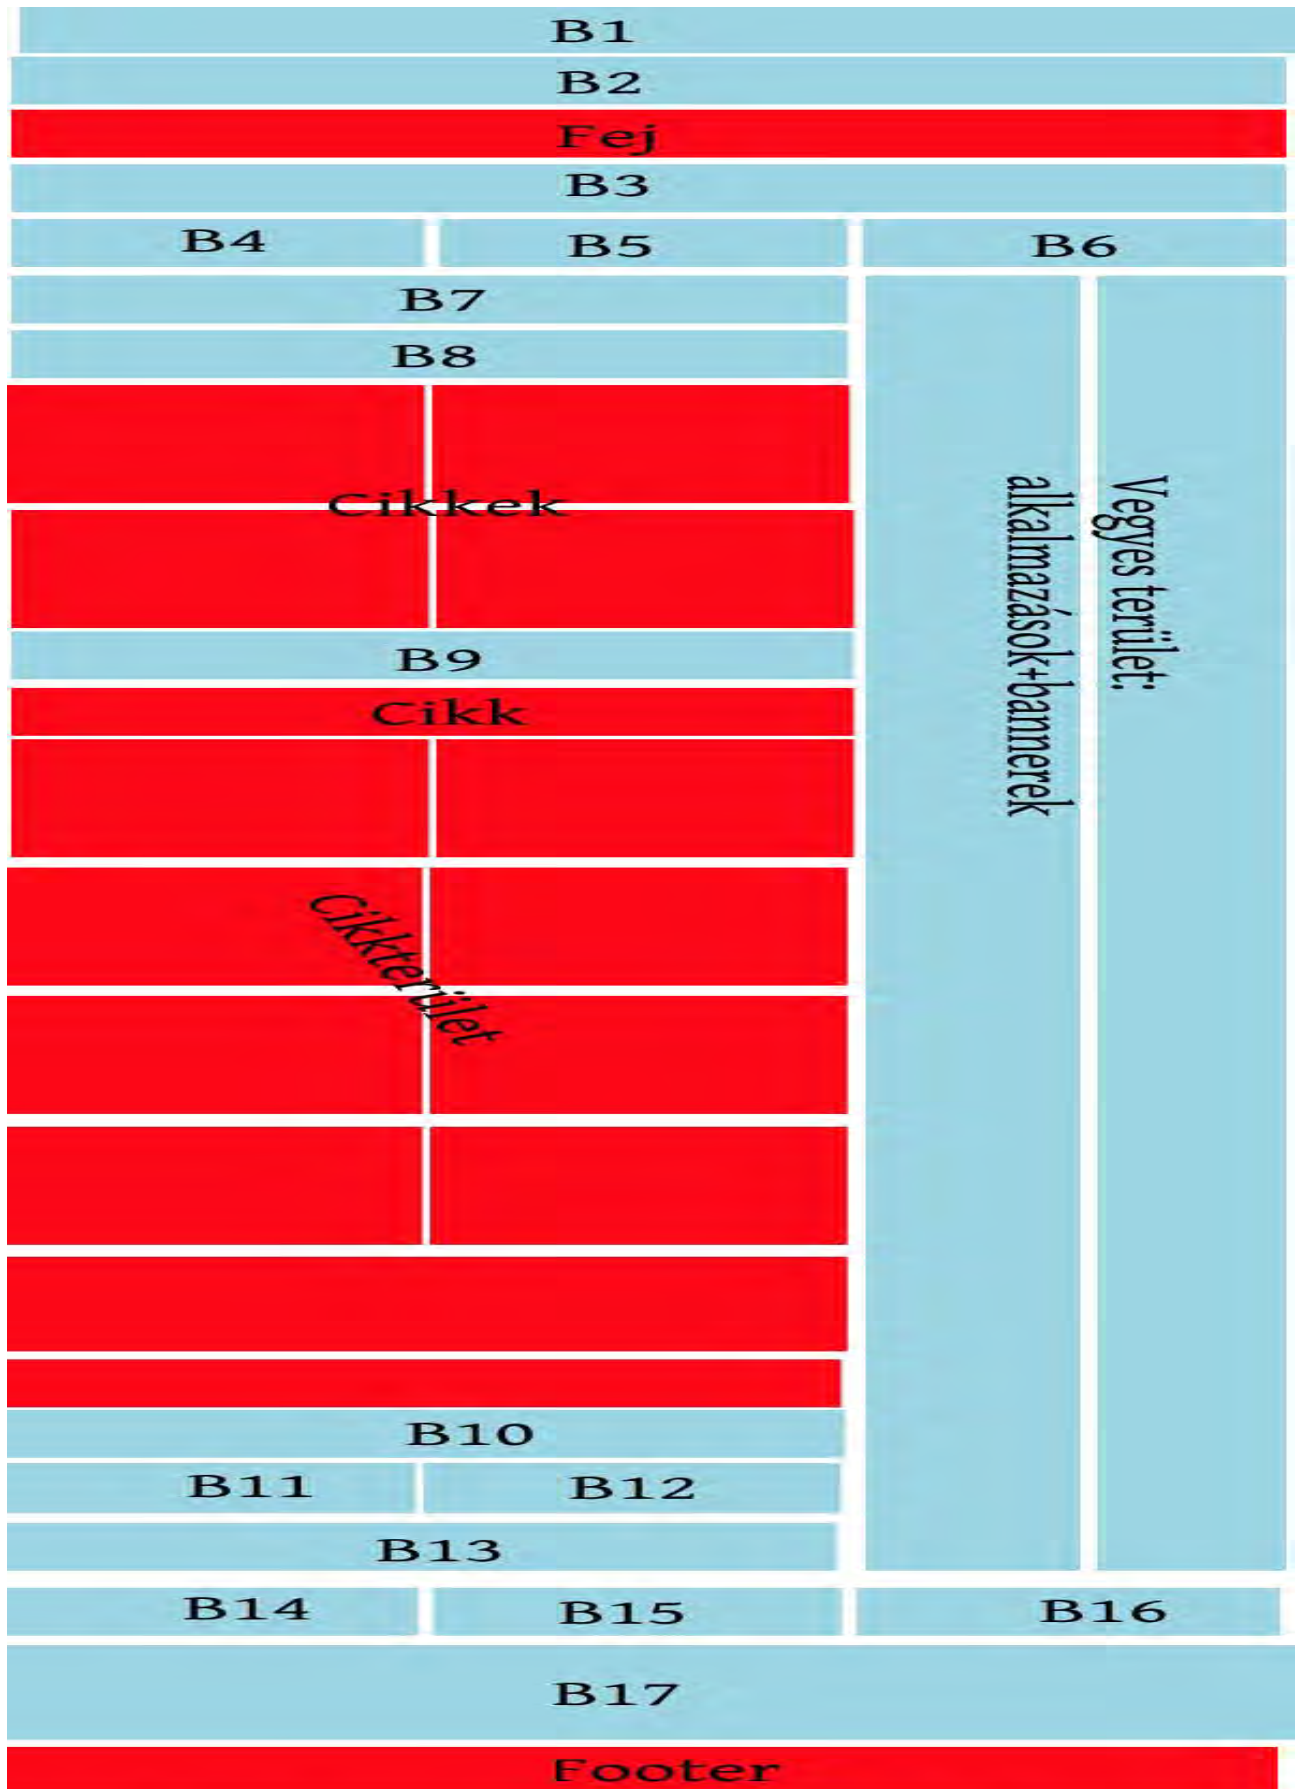 B1
B2
Fej
B3
B4
B5
B6
B7
B8
Cikkek
Vegyes terület:
alkalmazások+bannerek
B9
Cikk
Cikkterület
B10
B11
B12
B13
B14
B15
B16
B17
Footer